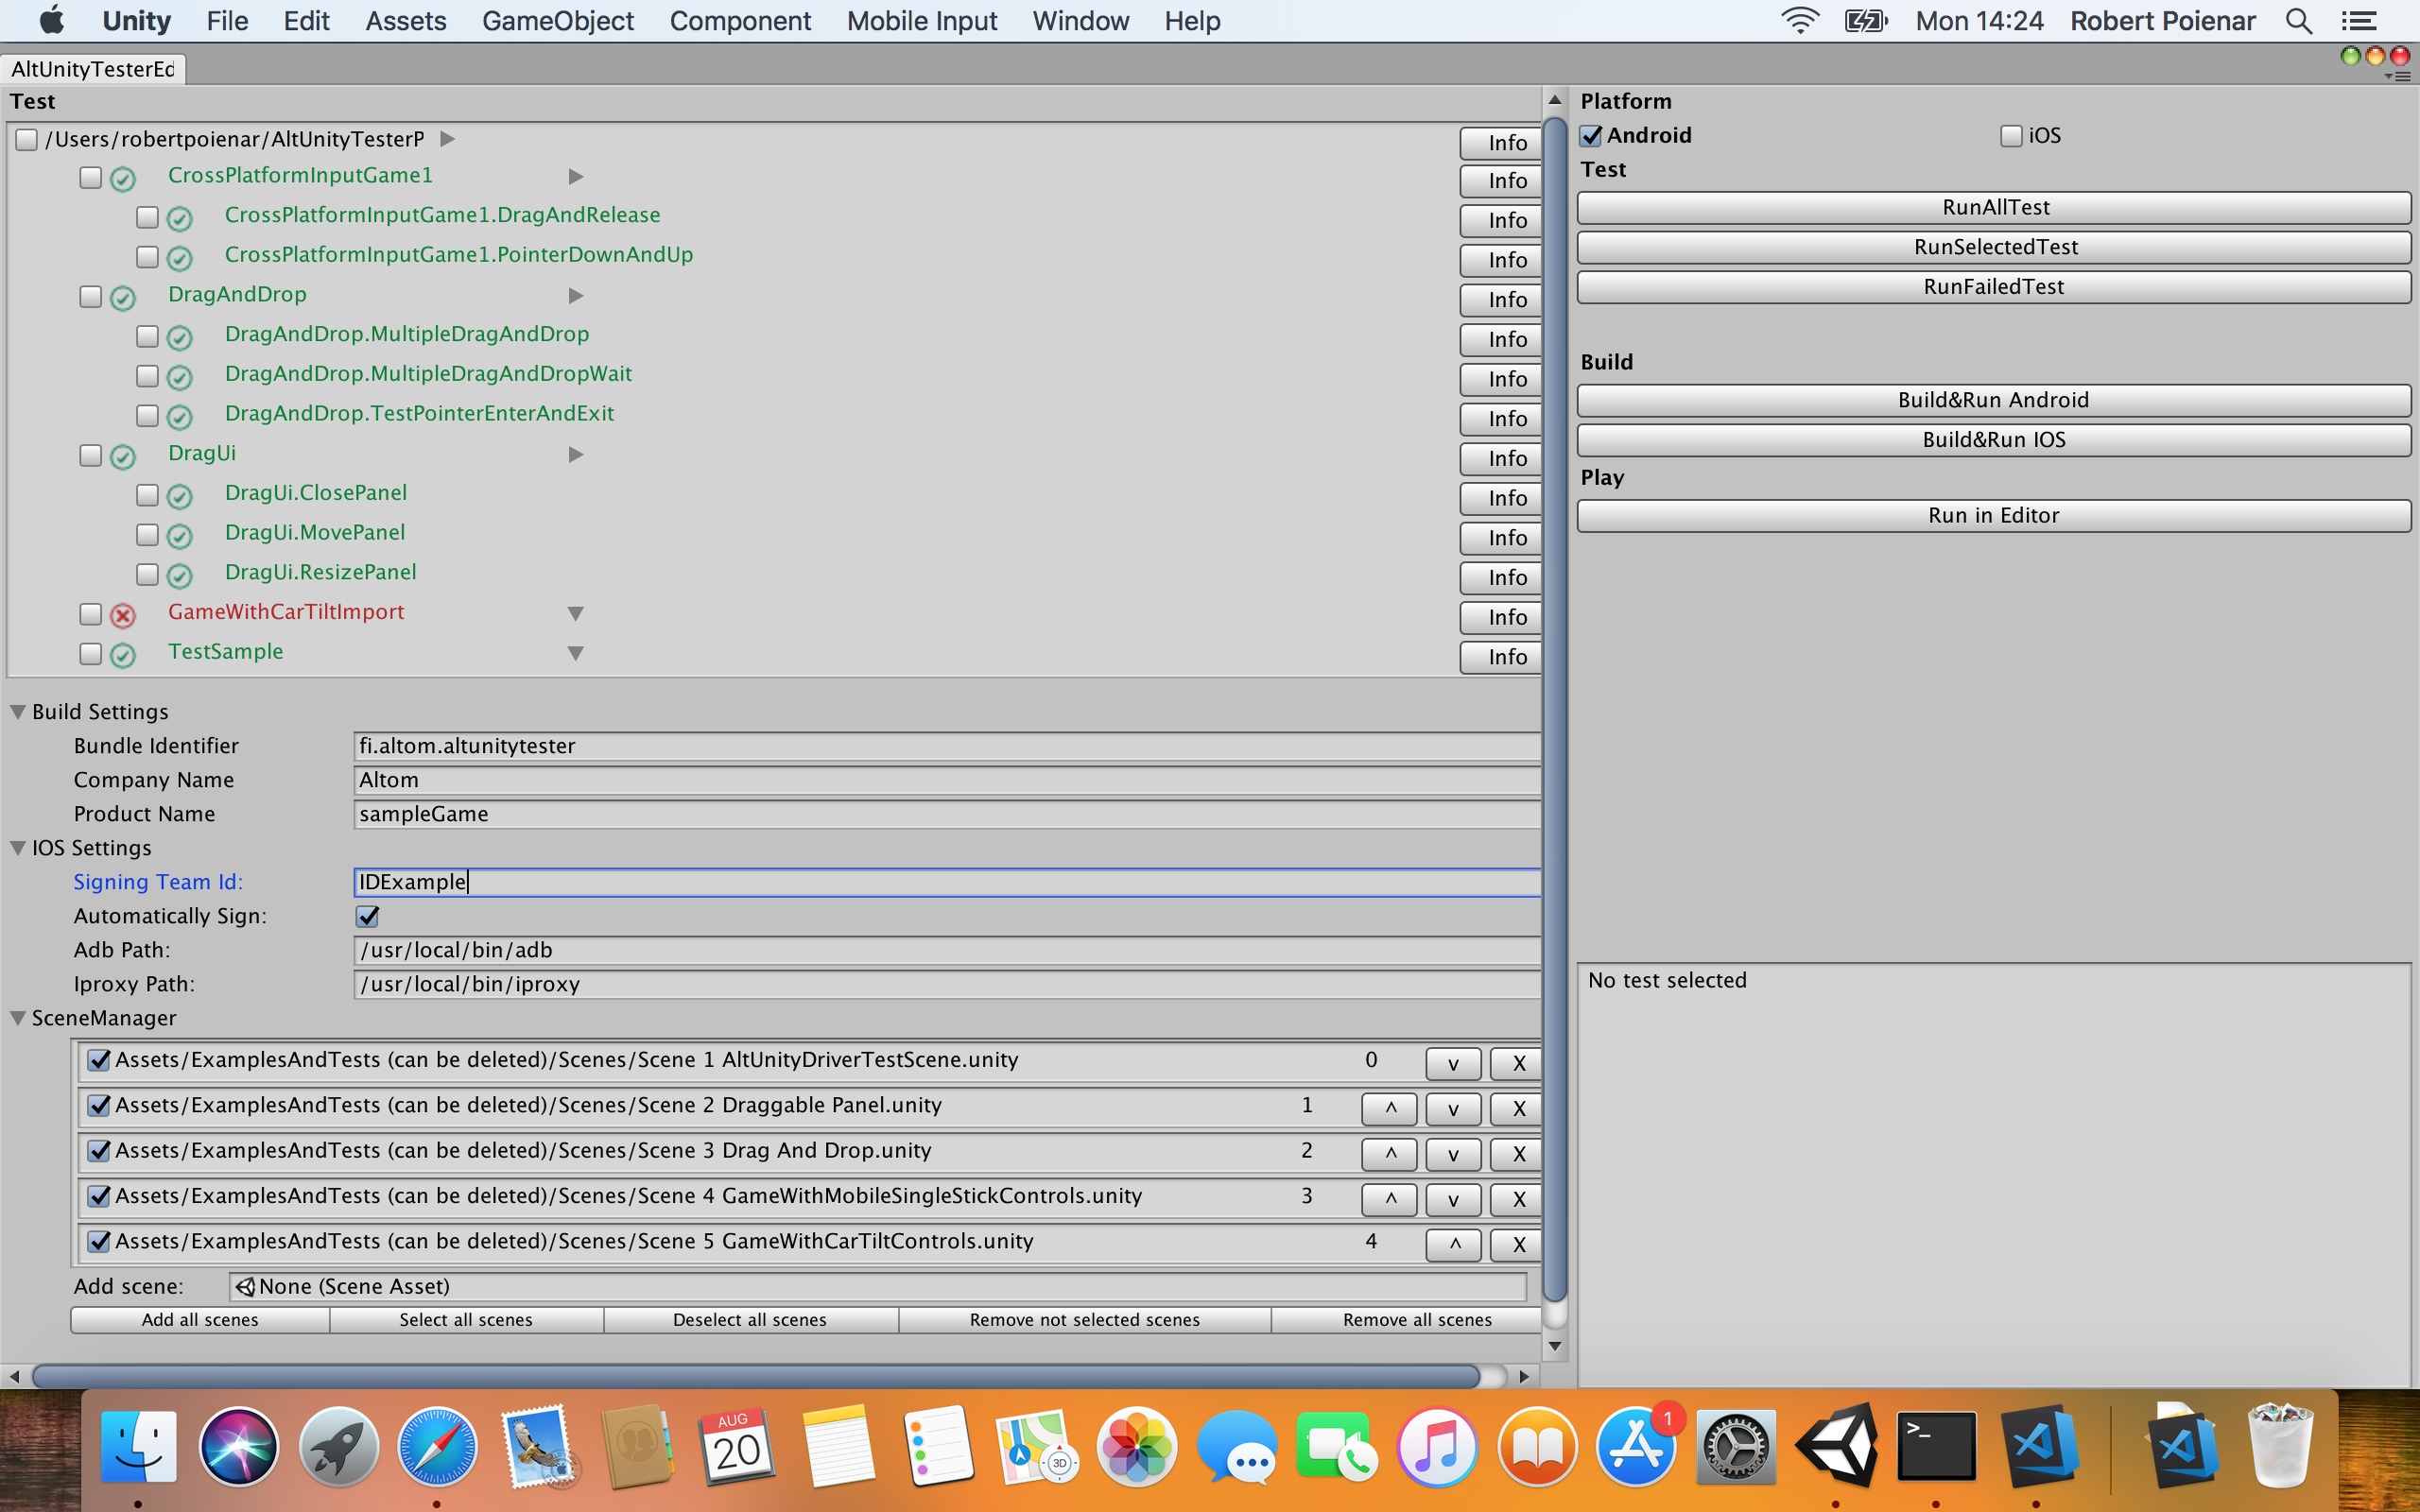 Unity File Edit Assets GameObject Component Mobile Input Window Help Mon 14:24 Robert Poienar
AltUnityTesterEd
Test
/Users/robertpoienar/AltUnityTesterP Info
CrossPlatformInputGame1 Info
CrossPlatformInputGame1.DragAndRelease Info
CrossPlatformInputGame1.PointerDownAndUp Info
DragAndDrop Info
DragAndDrop.MultipleDragAndDrop Info
DragAndDrop.MultipleDragAndDropWait Info
DragAndDrop.TestPointerEnterAndExit Info
DragUi Info
DragUi.ClosePanel Info
DragUi.MovePanel Info
DragUi.ResizePanel Info
GameWithCarTiltImport Info
TestSample Info
Build Settings
Bundle Identifier fi.altom.altunitytester
Company Name Altom
Product Name sampleGame
IOS Settings
Signing Team Id: IDExample
Automatically Sign:
Adb Path: /usr/local/bin/adb
Iproxy Path: /usr/local/bin/iproxy
SceneManager
Assets/ExamplesAndTests (can be deleted)/Scenes/Scene 1 AltUnityDriverTestScene.unity 0 v X
Assets/ExamplesAndTests (can be deleted)/Scenes/Scene 2 Draggable Panel.unity 1 ^ v X
Assets/ExamplesAndTests (can be deleted)/Scenes/Scene 3 Drag And Drop.unity 2 ^ v X
Assets/ExamplesAndTests (can be deleted)/Scenes/Scene 4 GameWithMobileSingleStickControls.unity 3 ^ v X
Assets/ExamplesAndTests (can be deleted)/Scenes/Scene 5 GameWithCarTiltControls.unity 4 ^ X
Add scene: None (Scene Asset)
Add all scenes Select all scenes Deselect all scenes Remove not selected scenes Remove all scenes
Platform
Android iOS
Test
RunAllTest
RunSelectedTest
RunFailedTest
Build
Build&Run Android
Build&Run IOS
Play
Run in Editor
No test selected
AUG
20
3D
1
>_